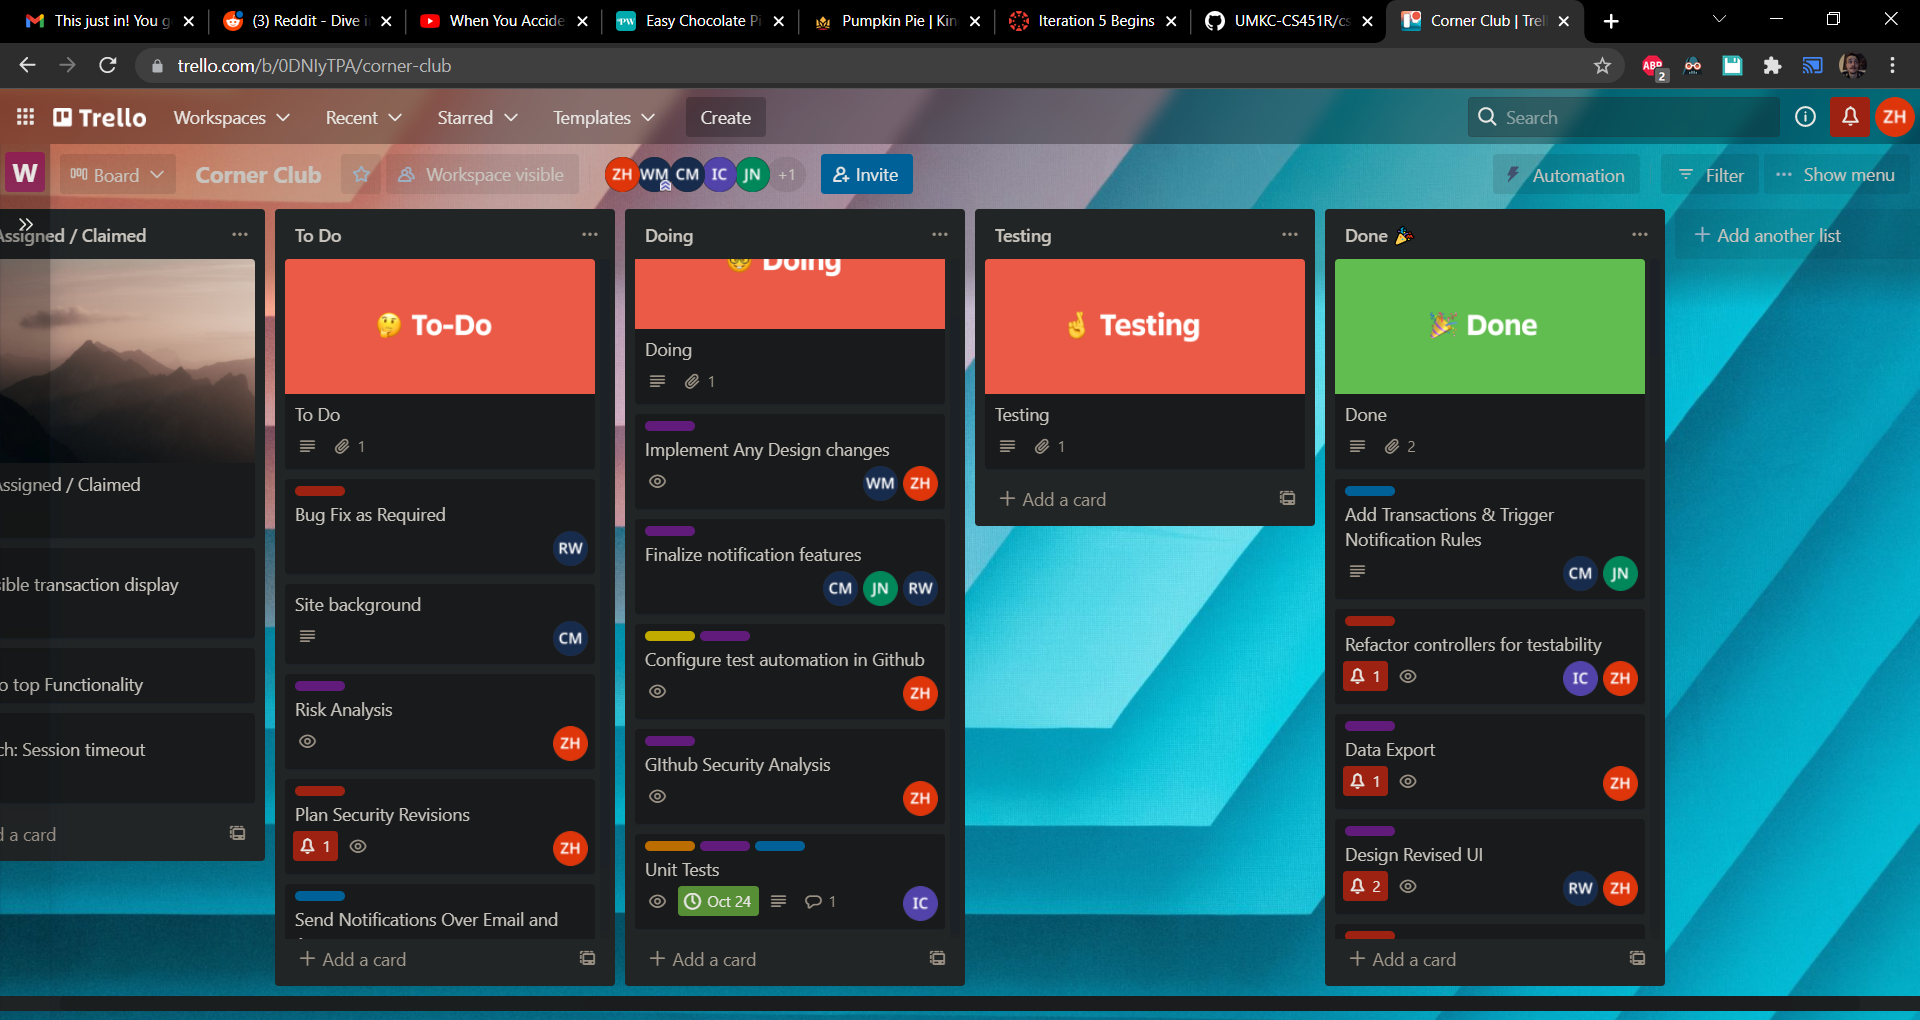 This just in! You g
(3) Reddit - Dive i
When You Accide
Easy Chocolate Pi
Pumpkin Pie | Kin
Iteration 5 Begins
UMKC-CS451R/cs
Corner Club | Trel
trello.com/b/0DNIyTPA/corner-club
ABP
2
Trello
Workspaces
Recent
Starred
Templates
Create
Search
ZH
W
Board
Corner Club
Workspace visible
ZH
WM
CM
IC
JN
+1
Invite
Automation
Filter
Show menu
Assigned / Claimed
Assigned / Claimed
ible transaction display
o top Functionality
ch: Session timeout
d a card
To Do
🤔 To-Do
To Do
1
Bug Fix as Required
RW
Site background
CM
Risk Analysis
ZH
Plan Security Revisions
1
ZH
Send Notifications Over Email and
+ Add a card
Doing
Doing
Doing
1
Implement Any Design changes
WM ZH
Finalize notification features
CM JN RW
Configure test automation in Github
ZH
GIthub Security Analysis
ZH
Unit Tests
Oct 24
1
IC
+ Add a card
Testing
🤞 Testing
Testing
1
+ Add a card
Done 🎉
🎉 Done
Done
2
Add Transactions & Trigger
Notification Rules
CM JN
Refactor controllers for testability
1
IC ZH
Data Export
1
ZH
Design Revised UI
2
RW ZH
+ Add a card
+ Add another list